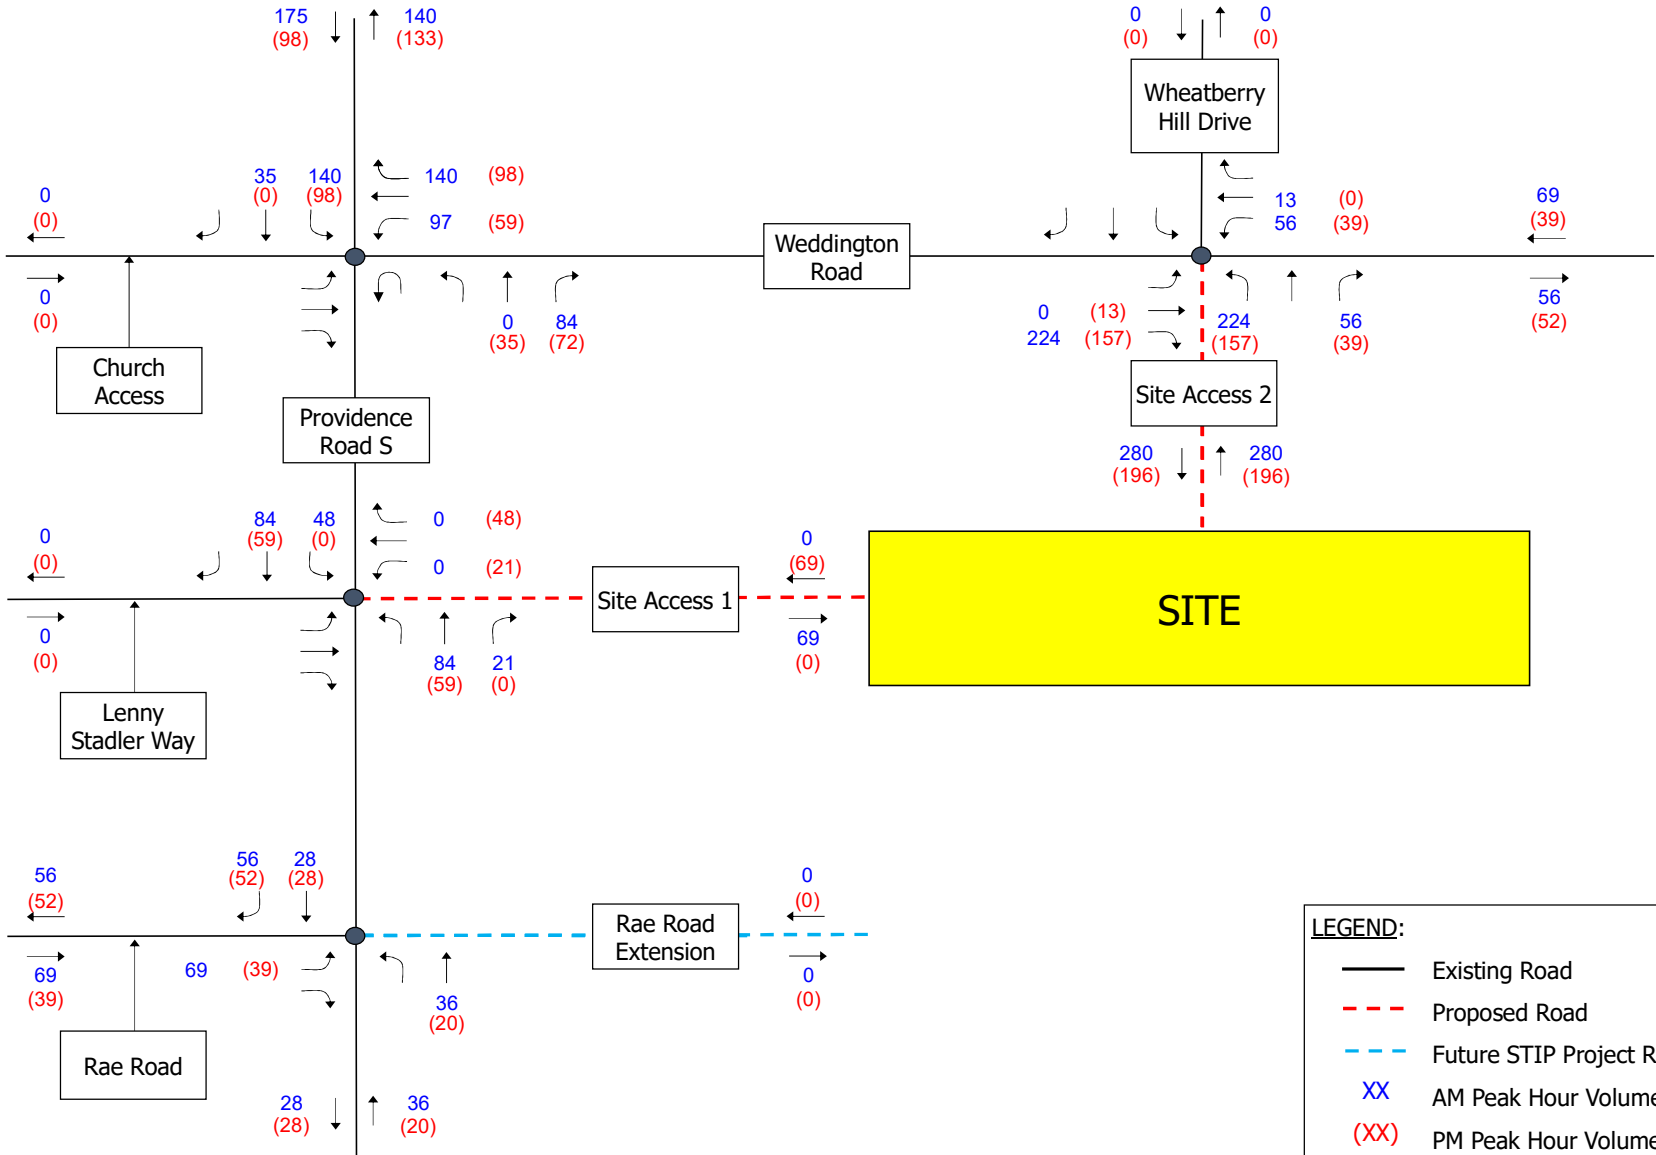 175 140
(98) (133)
0 0
(0) (0)
Wheatberry
Hill Drive
35 140 140 (98)
(0) (98)
97 (59)
0
(0)
0
(0)
Church
Access
0 84
(35) (72)
Weddington
Road
13 (0)
56 (39)
69
(39)
56
(52)
0 (13)
224 (157)
224 56
(157) (39)
Site Access 2
280 280
(196) (196)
Providence
Road S
84 48 0 (48)
(59) (0)
0 (21)
0
(0)
0
(0)
Lenny
Stadler Way
84 21
(59) (0)
Site Access 1
0
(69)
69
(0)
SITE
56 28
(52) (28)
56
(52)
69
(39)
69 (39)
36
(20)
Rae Road
Rae Road
Extension
0
(0)
0
(0)
28 36
(28) (20)
LEGEND:
Existing Road
Proposed Road
Future STIP Project R
XX AM Peak Hour Volume
(XX) PM Peak Hour Volume